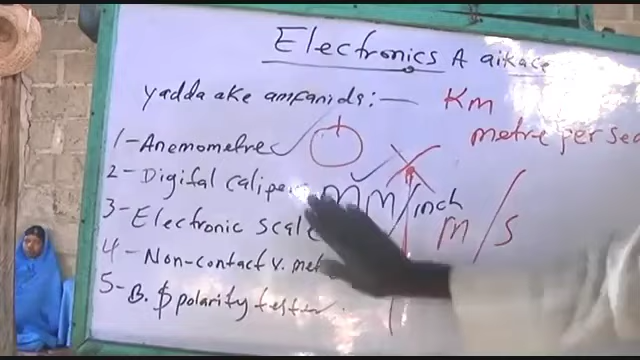 Electronics A aikace
yadda ake amfanids:—
Km
metre per sec
1- Anemometre
2- Digital calipe
mm/inch
3- Electronic scale
m/s
4- Non-contact v. met
5- B. $ polarity tester